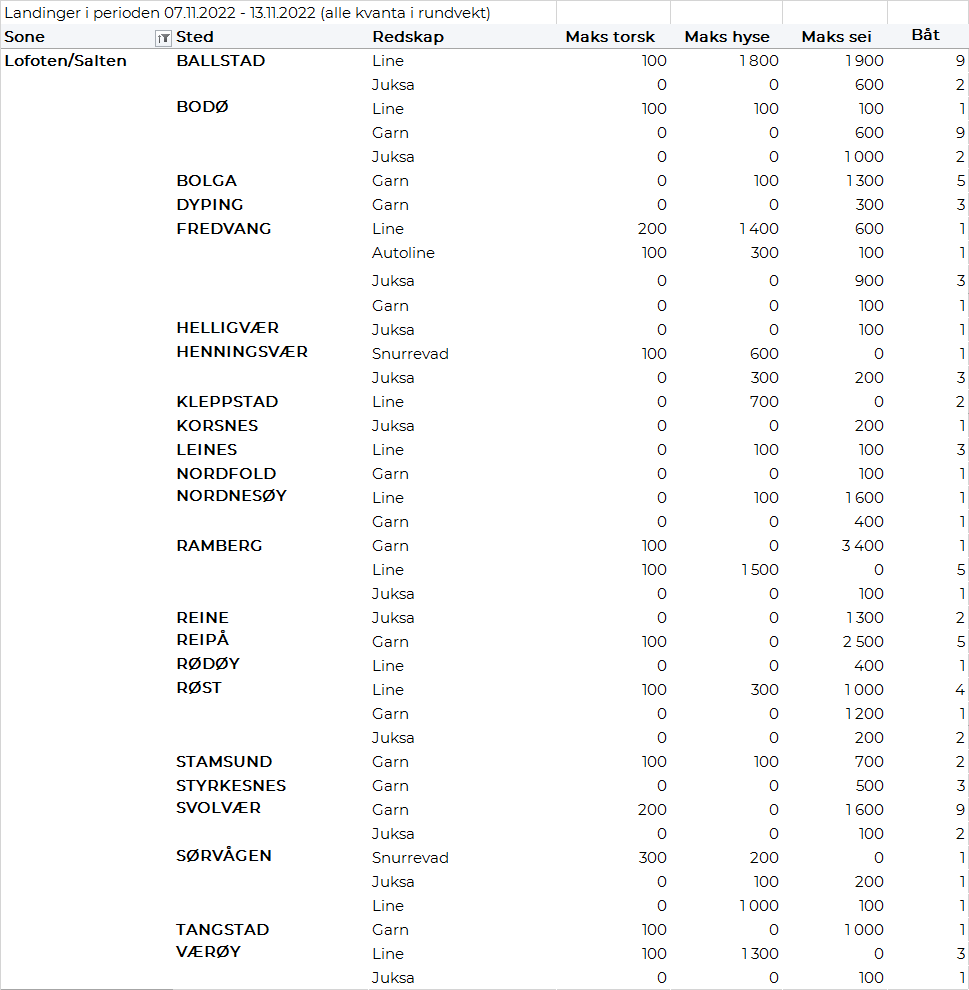 Landinger i perioden 07.11.2022 - 13.11.2022 (alle kvanta i rundvekt)
Sone Sted Redskap Maks torsk Maks hyse Maks sei Båt
Lofoten/Salten BALLSTAD Line 100 1 800 1 900 9
Juksa 0 0 600 2
BODØ Line 100 100 100 1
Garn 0 0 600 9
Juksa 0 0 1 000 2
BOLGA Garn 0 100 1 300 5
DYPING Garn 0 0 300 3
FREDVANG Line 200 1 400 600 1
Autoline 100 300 100 1
Juksa 0 0 900 3
Garn 0 0 100 1
HELLIGVÆR Juksa 0 0 100 1
HENNINGSVÆR Snurrevad 100 600 0 1
Juksa 0 300 200 3
KLEPPSTAD Line 0 700 0 2
KORSNES Juksa 0 0 200 1
LEINES Line 0 100 100 3
NORDFOLD Garn 0 0 100 1
NORDNESØY Line 0 100 1 600 1
Garn 0 0 400 1
RAMBERG Garn 100 0 3 400 1
Line 100 1 500 0 5
Juksa 0 0 100 1
REINE Juksa 0 0 1 300 2
REIPÅ Garn 100 0 2 500 5
RØDØY Line 0 0 400 1
RØST Line 100 300 1 000 4
Garn 0 0 1 200 1
Juksa 0 0 200 2
STAMSUND Garn 100 100 700 2
STYRKESNES Garn 0 0 500 3
SVOLVÆR Garn 200 0 1 600 9
Juksa 0 0 100 2
SØRVÅGEN Snurrevad 300 200 0 1
Juksa 0 100 200 1
Line 0 1 000 100 1
TANGSTAD Garn 100 0 1 000 1
VÆRØY Line 100 1 300 0 3
Juksa 0 0 100 1